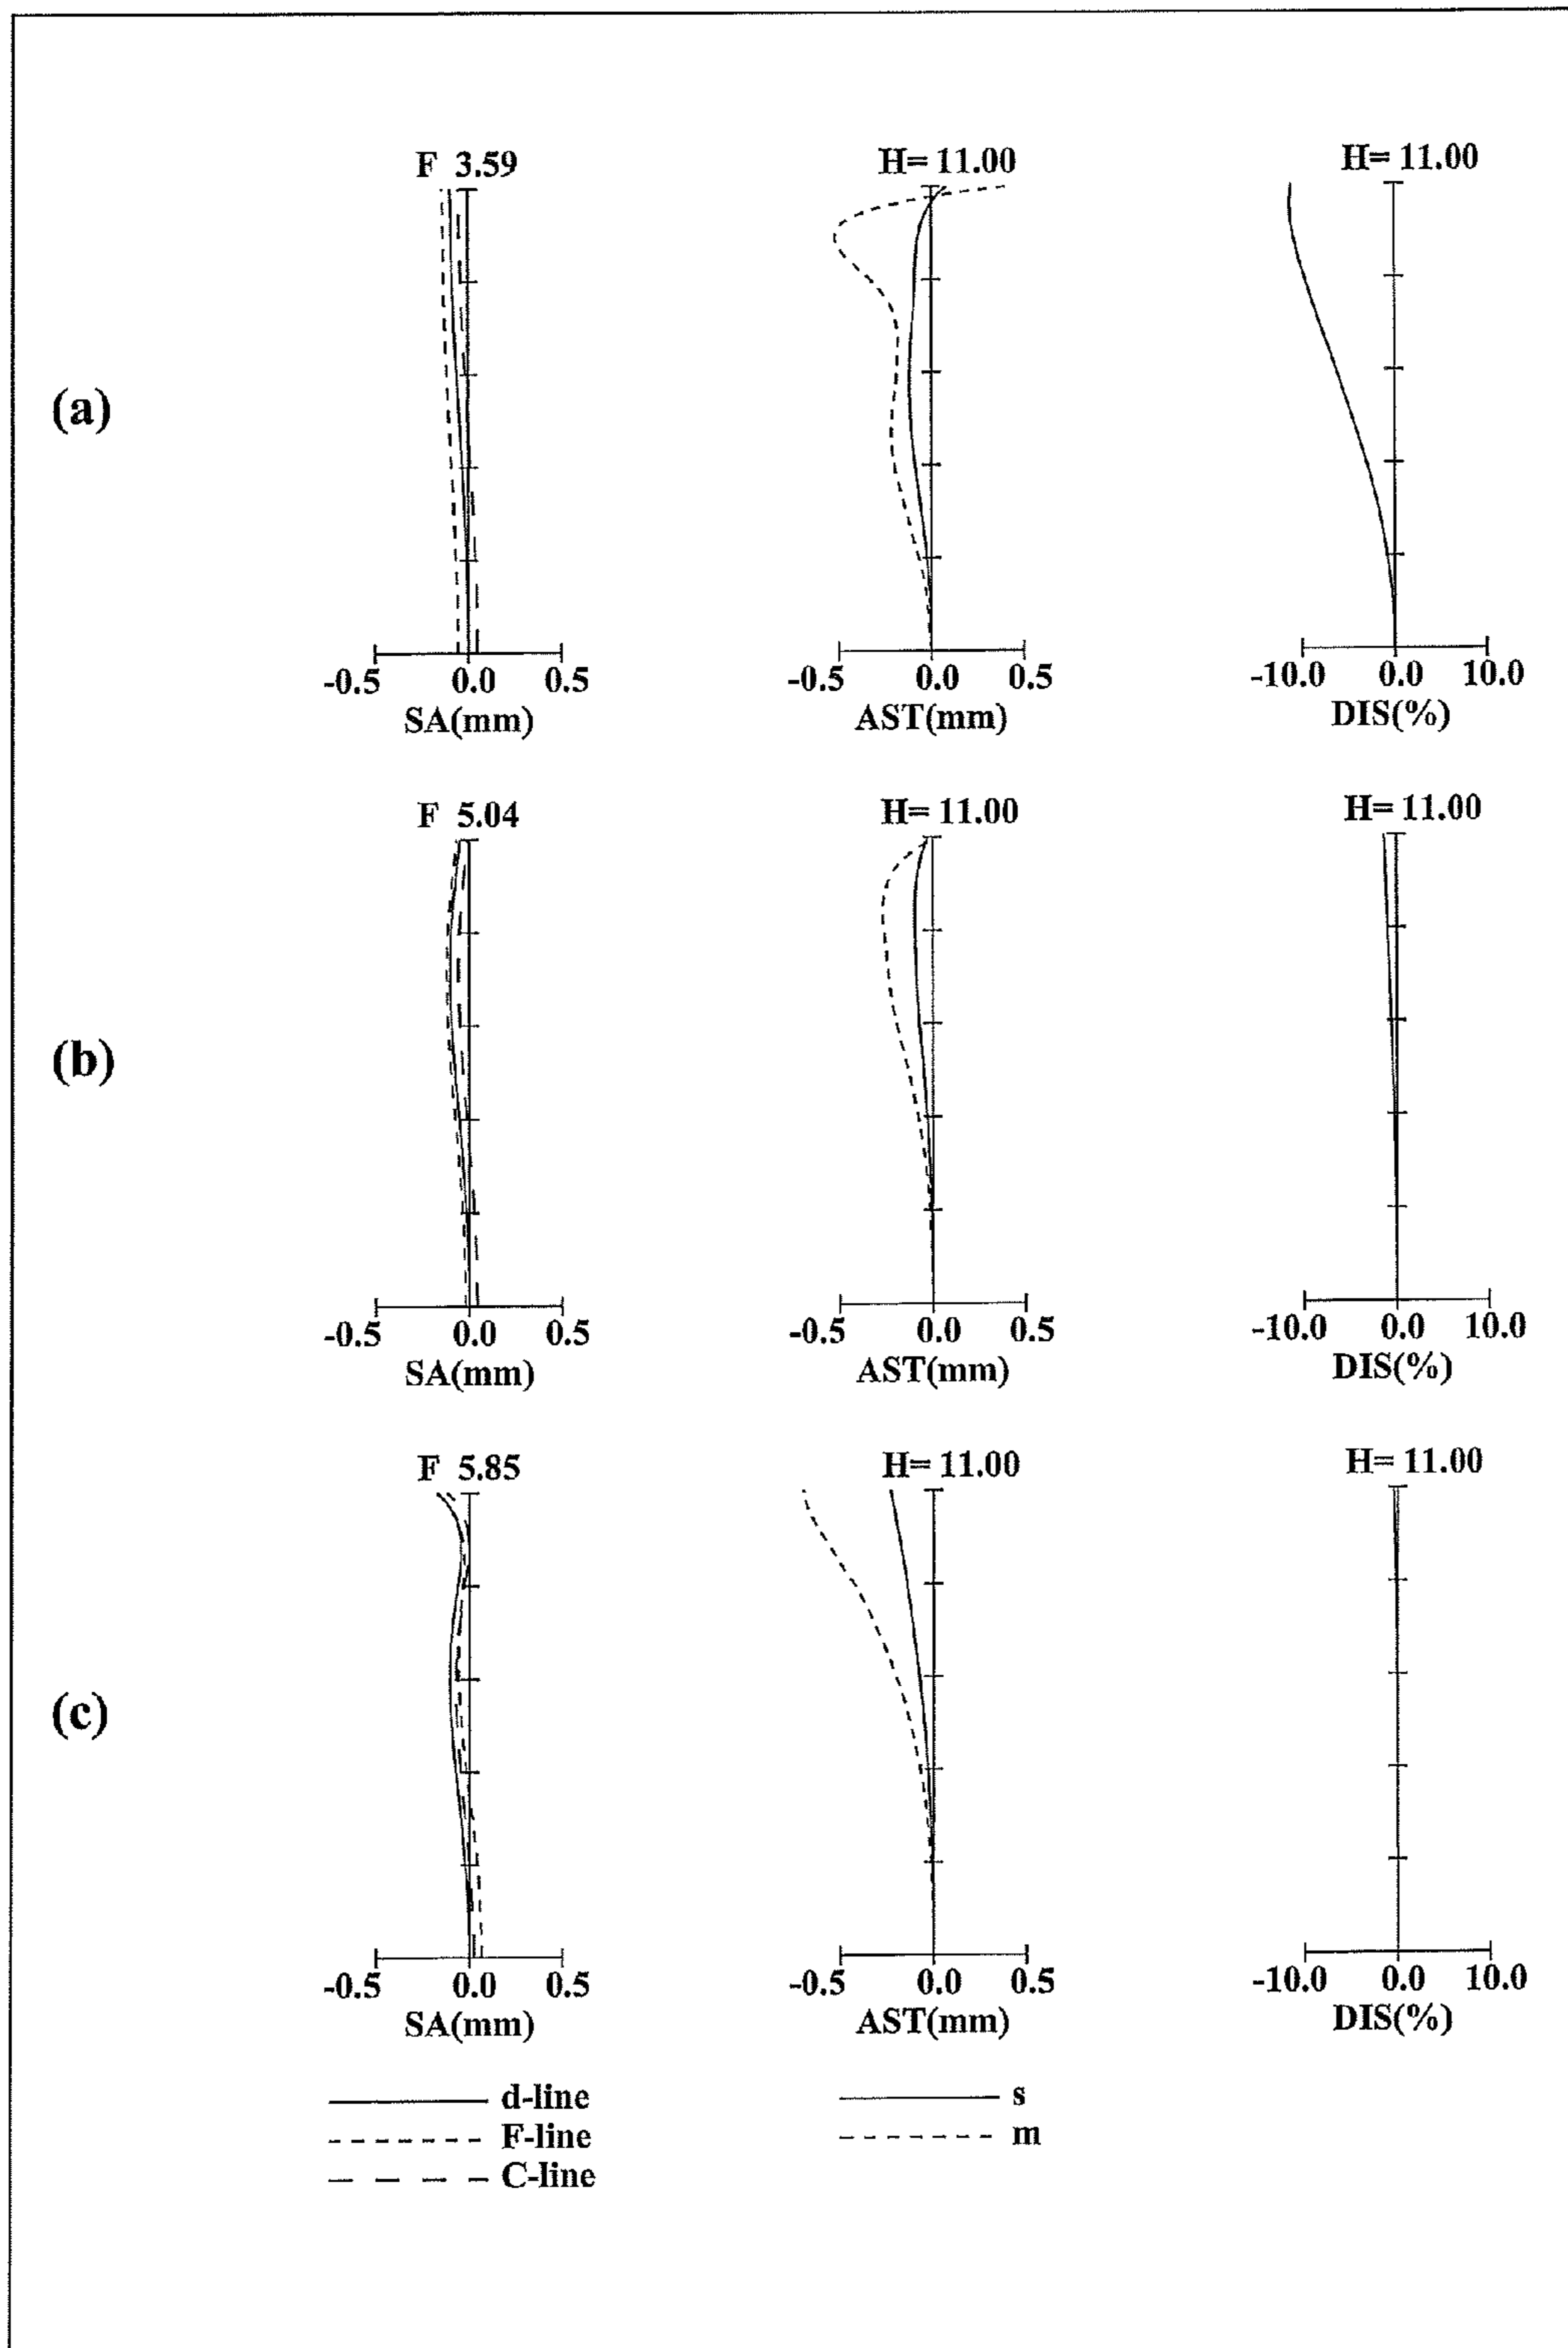 F 3.59 H= 11.00 H= 11.00
(a)
-0.5 0.0 0.5 -0.5 0.0 0.5 -10.0 0.0 10.0
SA(mm) AST(mm) DIS(%)
F 5.04 H= 11.00 H= 11.00
(b)
-0.5 0.0 0.5 -0.5 0.0 0.5 -10.0 0.0 10.0
SA(mm) AST(mm) DIS(%)
F 5.85 H= 11.00 H= 11.00
(c)
-0.5 0.0 0.5 -0.5 0.0 0.5 -10.0 0.0 10.0
SA(mm) AST(mm) DIS(%)
d-line s
F-line m
C-line